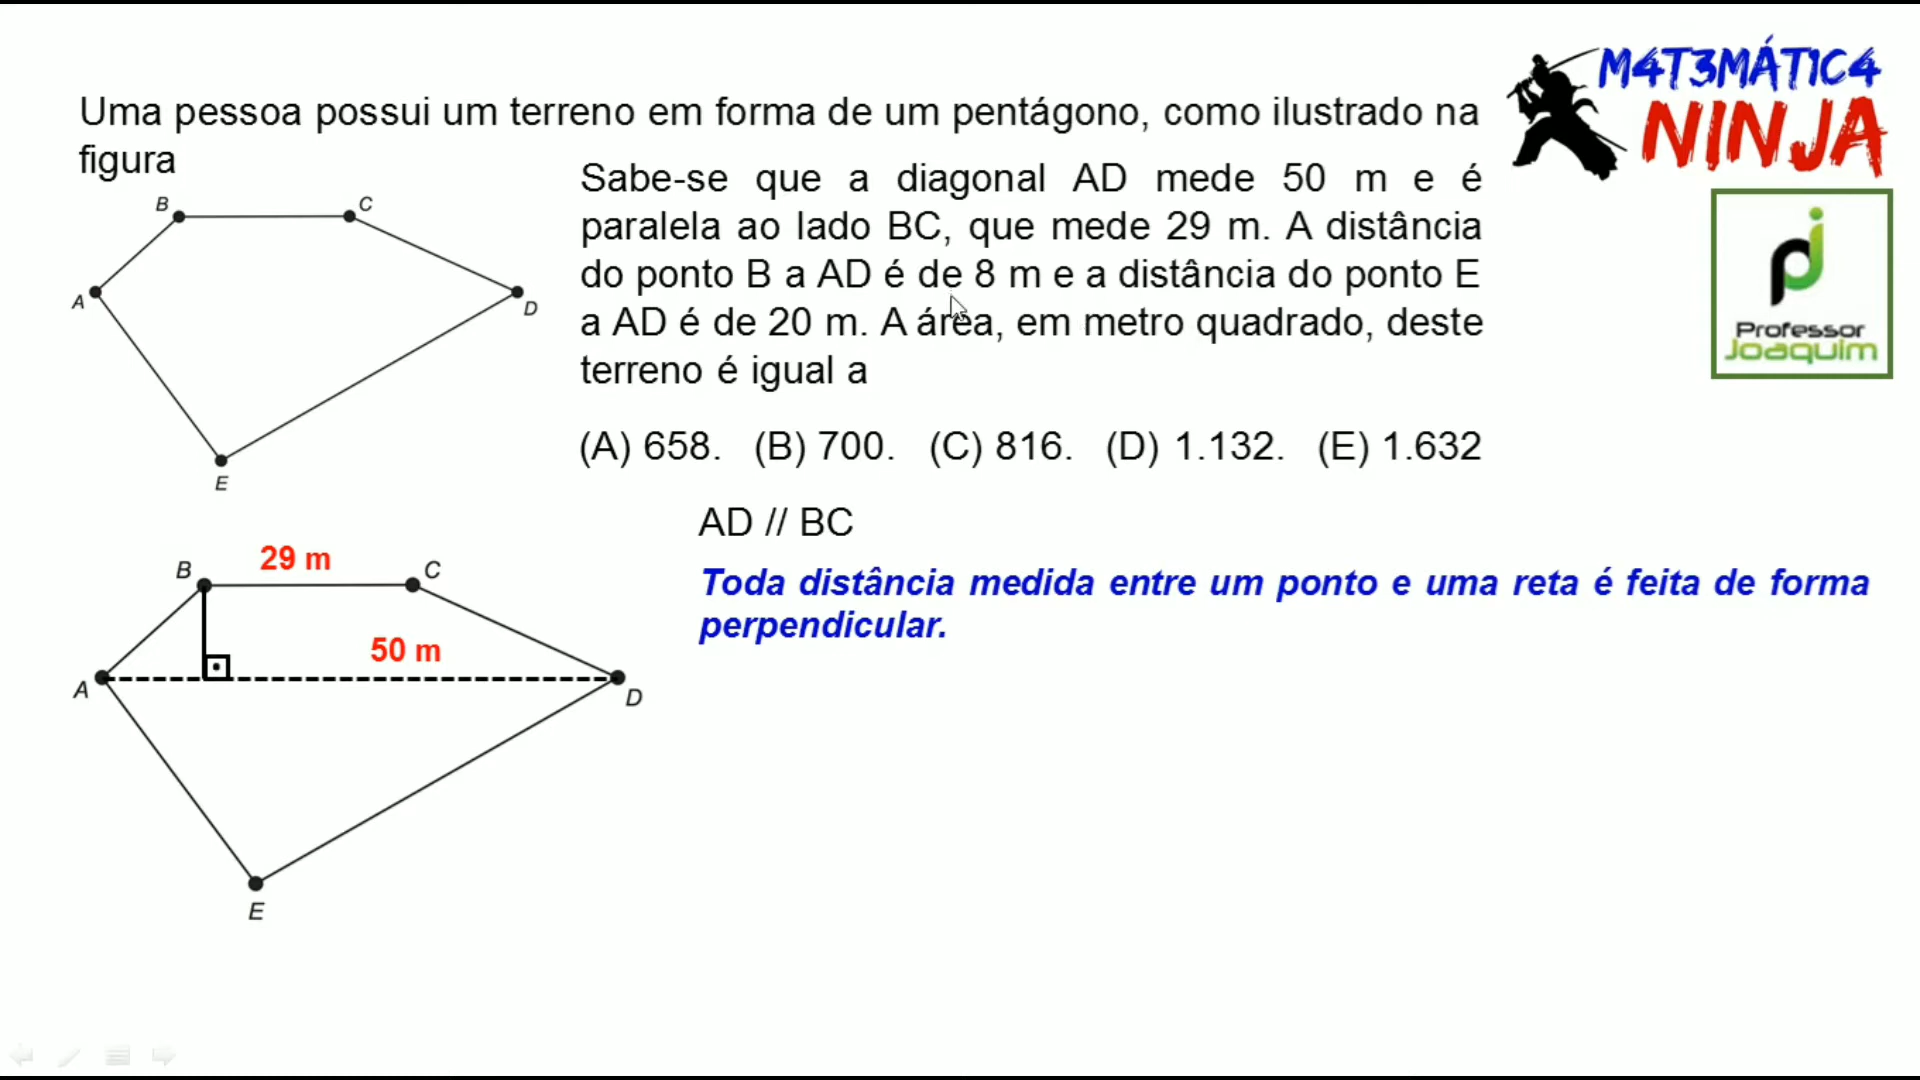 M4T3MÁT1C4
NINJA
Uma pessoa possui um terreno em forma de um pentágono, como ilustrado na
figura
Sabe-se que a diagonal AD mede 50 m e é
paralela ao lado BC, que mede 29 m. A distância
do ponto B a AD é de 8 m e a distância do ponto E
a AD é de 20 m. A área, em metro quadrado, deste
terreno é igual a
B
C
A
D
E
Professor
Joaquim
(A) 658. (B) 700. (C) 816. (D) 1.132. (E) 1.632
AD // BC
Toda distância medida entre um ponto e uma reta é feita de forma
perpendicular.
B
29 m
C
50 m
A
D
E